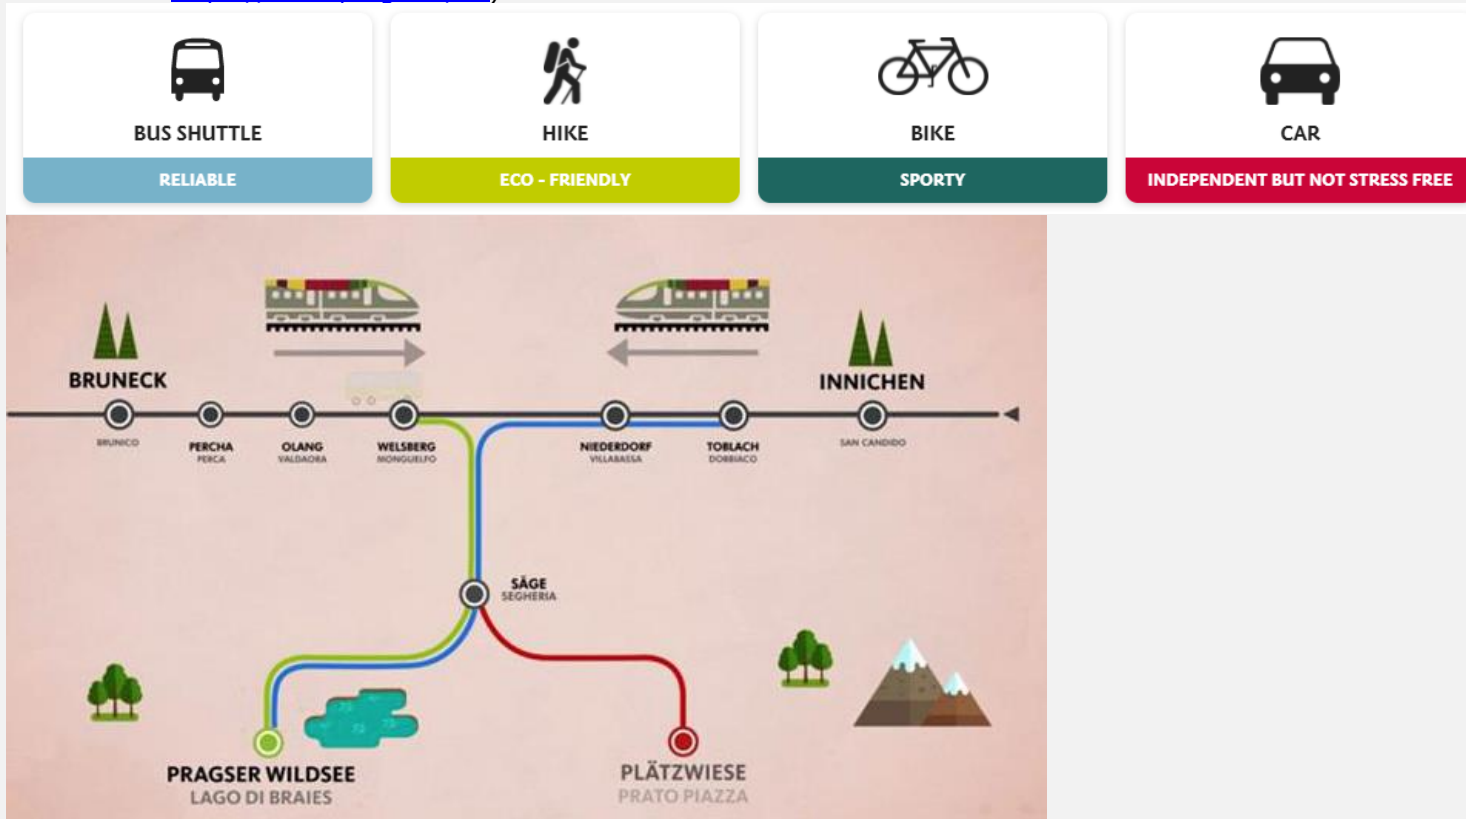 BUS SHUTTLE
RELIABLE
HIKE
ECO - FRIENDLY
BIKE
SPORTY
CAR
INDEPENDENT BUT NOT STRESS FREE
BRUNECK
INNICHEN
BRUNICO
PERCHA
PERCA
OLANG
VALDAORA
WELSBERG
MONGUELFO
NIEDERDORF
VILLABASSA
TOBLACH
DOBBIACO
SAN CANDIDO
SÄGE
SEGHERIA
PRAGSER WILDSEE
LAGO DI BRAIES
PLÄTZWIESE
PRATO PIAZZA